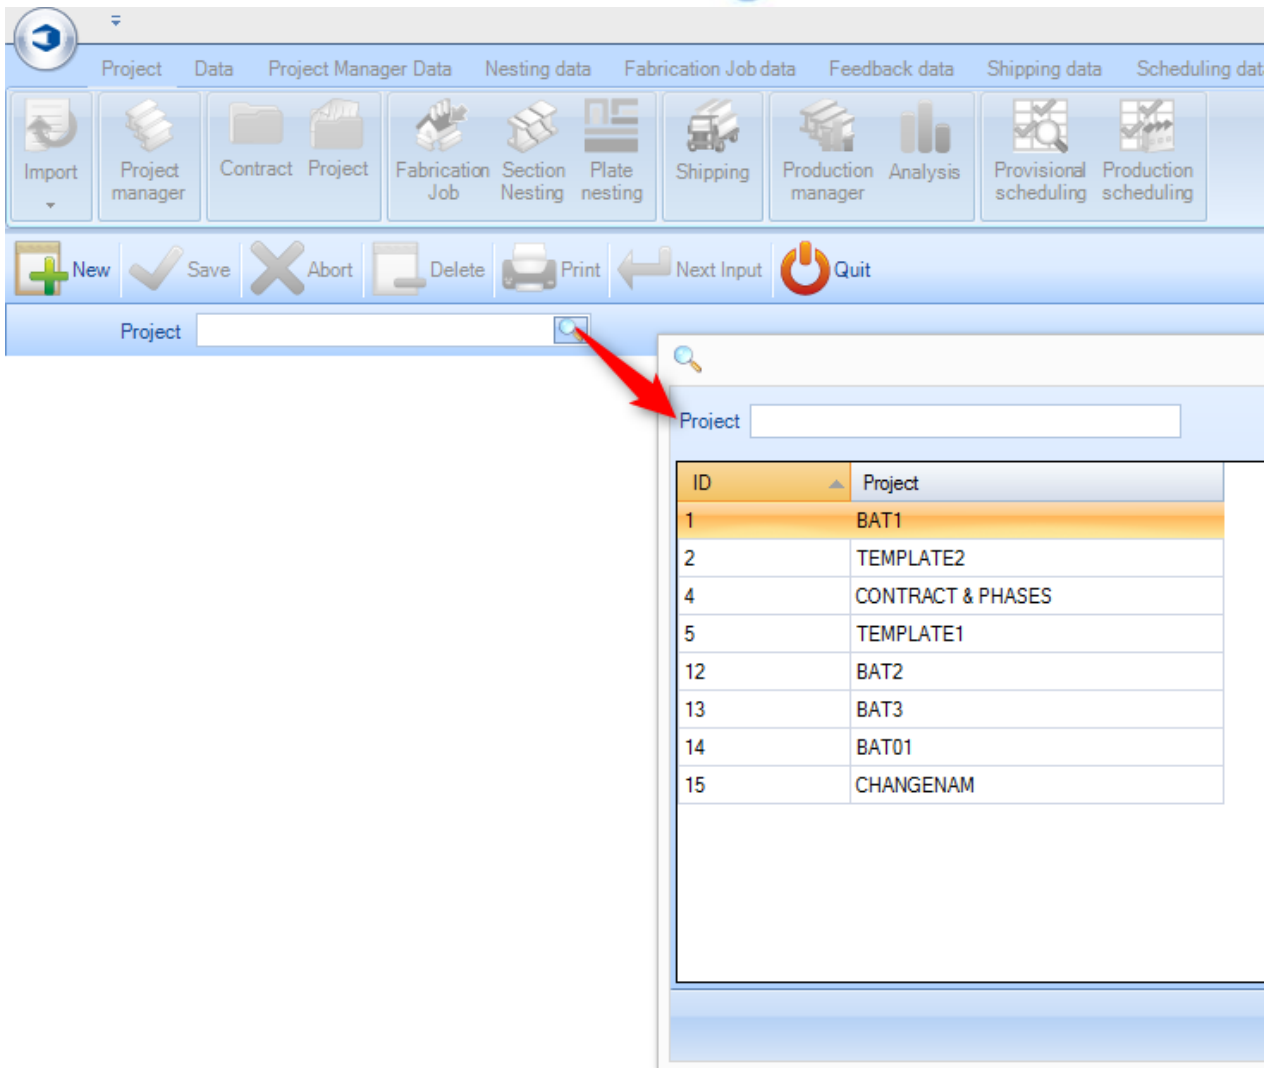 Project Data Project Manager Data Nesting data Fabrication Job data Feedback data Shipping data Scheduling dat
Import Project manager Contract Project Fabrication Job Section Nesting Plate nesting Shipping Production manager Analysis Provisional scheduling Production scheduling
New Save Abort Delete Print Next Input Quit
Project
Project
ID Project
1 BAT1
2 TEMPLATE2
4 CONTRACT & PHASES
5 TEMPLATE1
12 BAT2
13 BAT3
14 BAT01
15 CHANGENAM